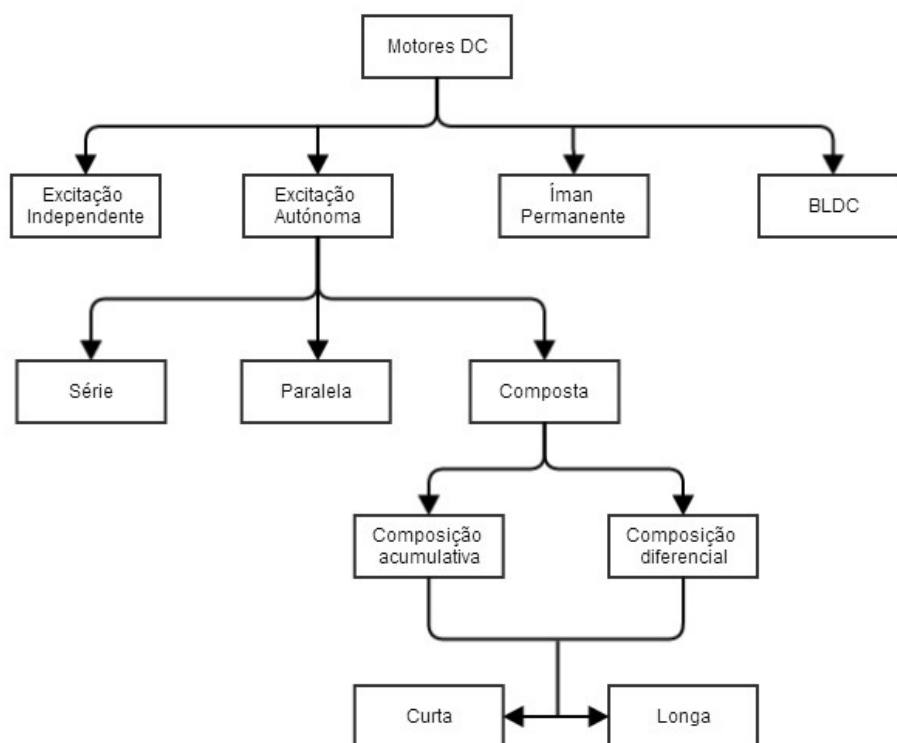 Motores DC
Excitação
Independente
Excitação
Autónoma
Íman
Permanente
BLDC
Série
Paralela
Composta
Composição
acumulativa
Composição
diferencial
Curta
Longa